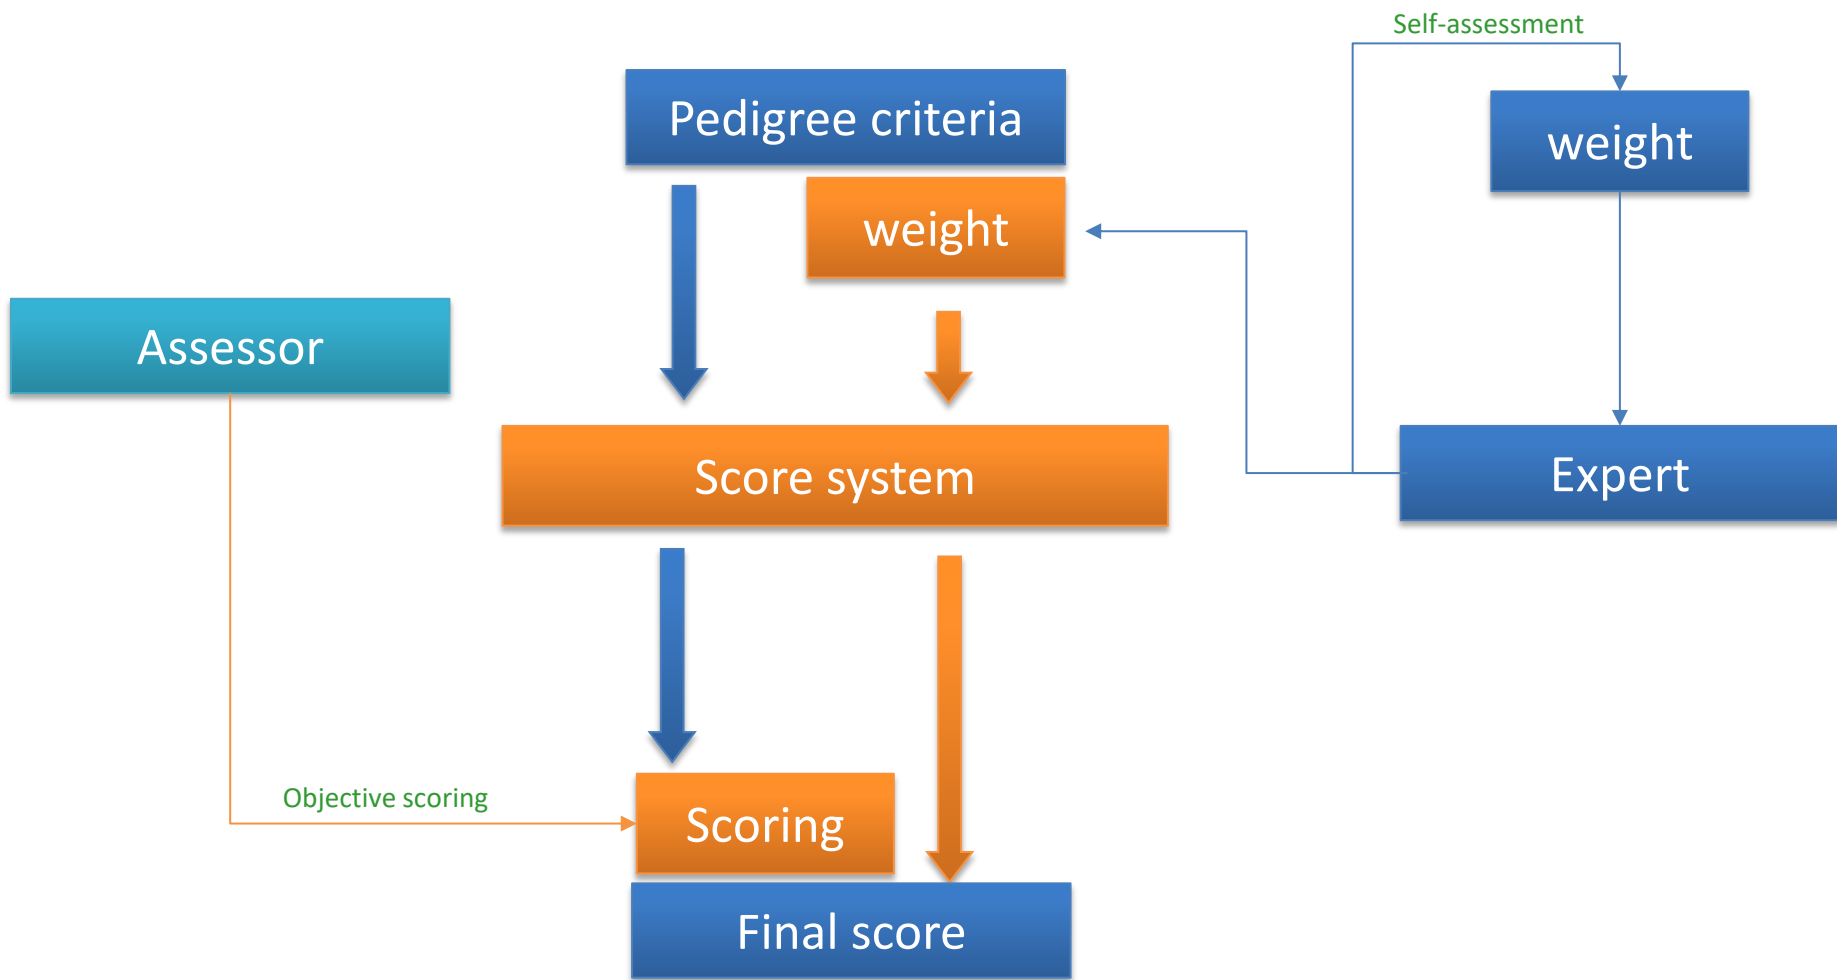 Self-assessment
Pedigree criteria
weight
weight
Assessor
Score system
Expert
Objective scoring
Scoring
Final score